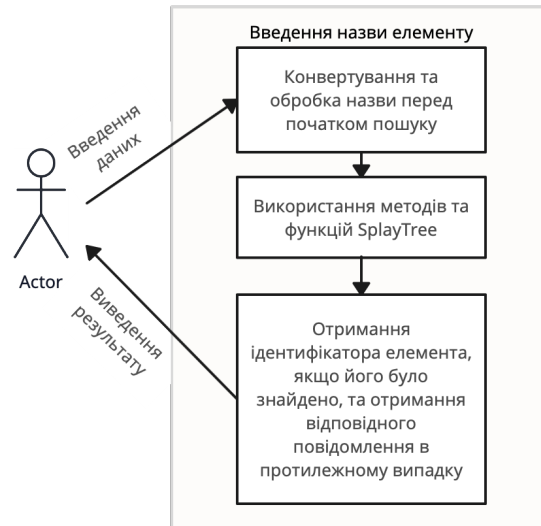 Введення назви елементу
Конвертування та
обробка назви перед
початком пошуку
Введення
даних
Використання методів та
функцій SplayTree
Actor
Виведення
результату
Отримання
ідентифікатора елемента,
якщо його було
знайдено, та отримання
відповідного
повідомлення в
протилежному випадку